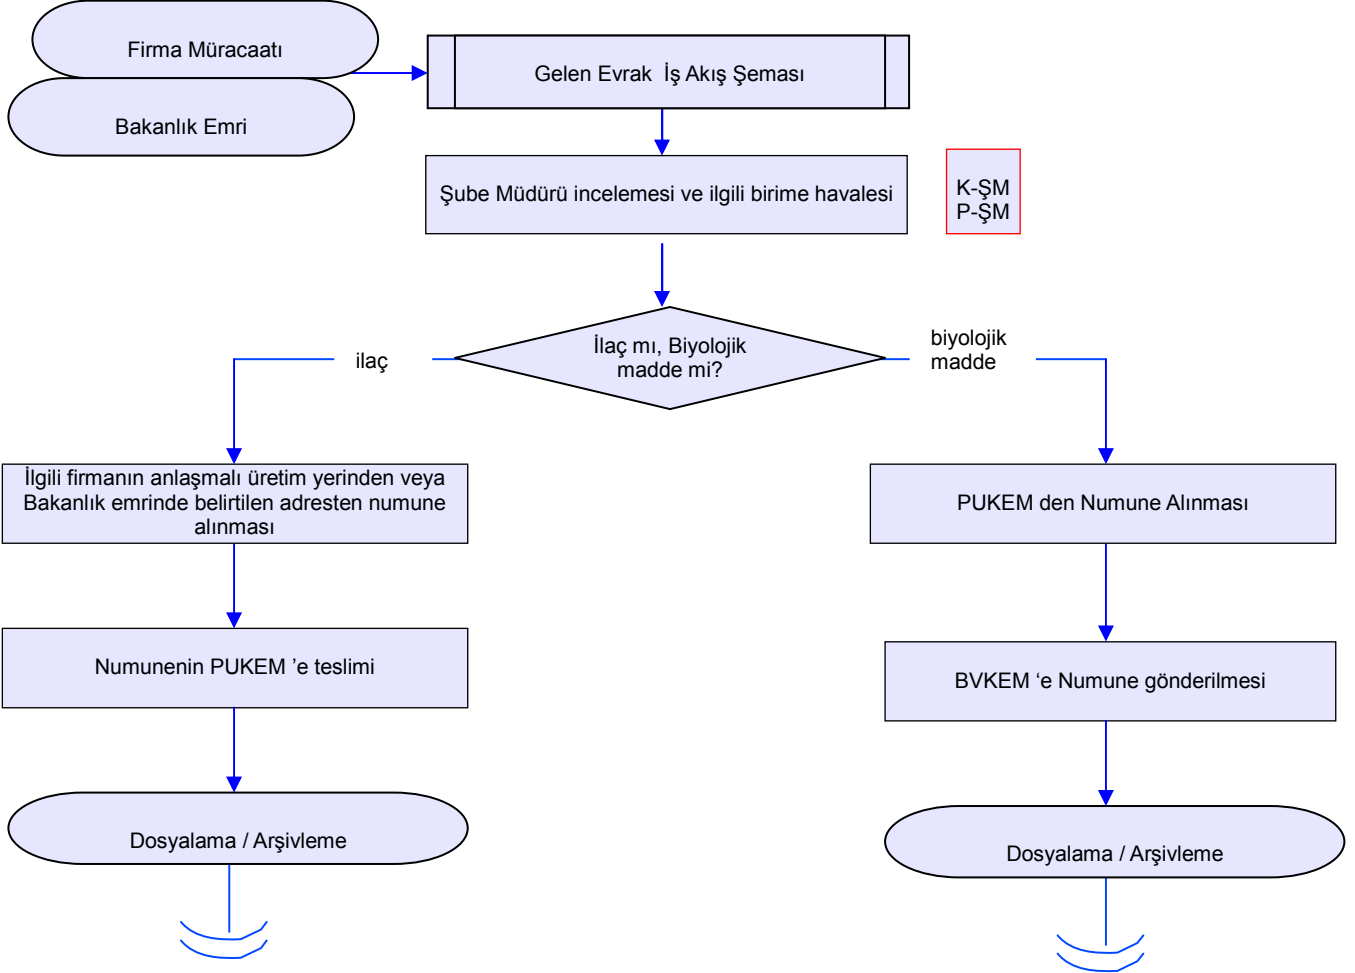 Firma Müracaatı
Bakanlık Emri
Gelen Evrak İş Akış Şeması
Şube Müdürü incelemesi ve ilgili birime havalesi
K-ŞM
P-ŞM
İlaç mı, Biyolojik
madde mi?
ilaç
biyolojik
madde
İlgili firmanın anlaşmalı üretim yerinden veya
Bakanlık emrinde belirtilen adresten numune
alınması
PUKEM den Numune Alınması
Numunenin PUKEM ’e teslimi
BVKEM ‘e Numune gönderilmesi
Dosyalama / Arşivleme
Dosyalama / Arşivleme